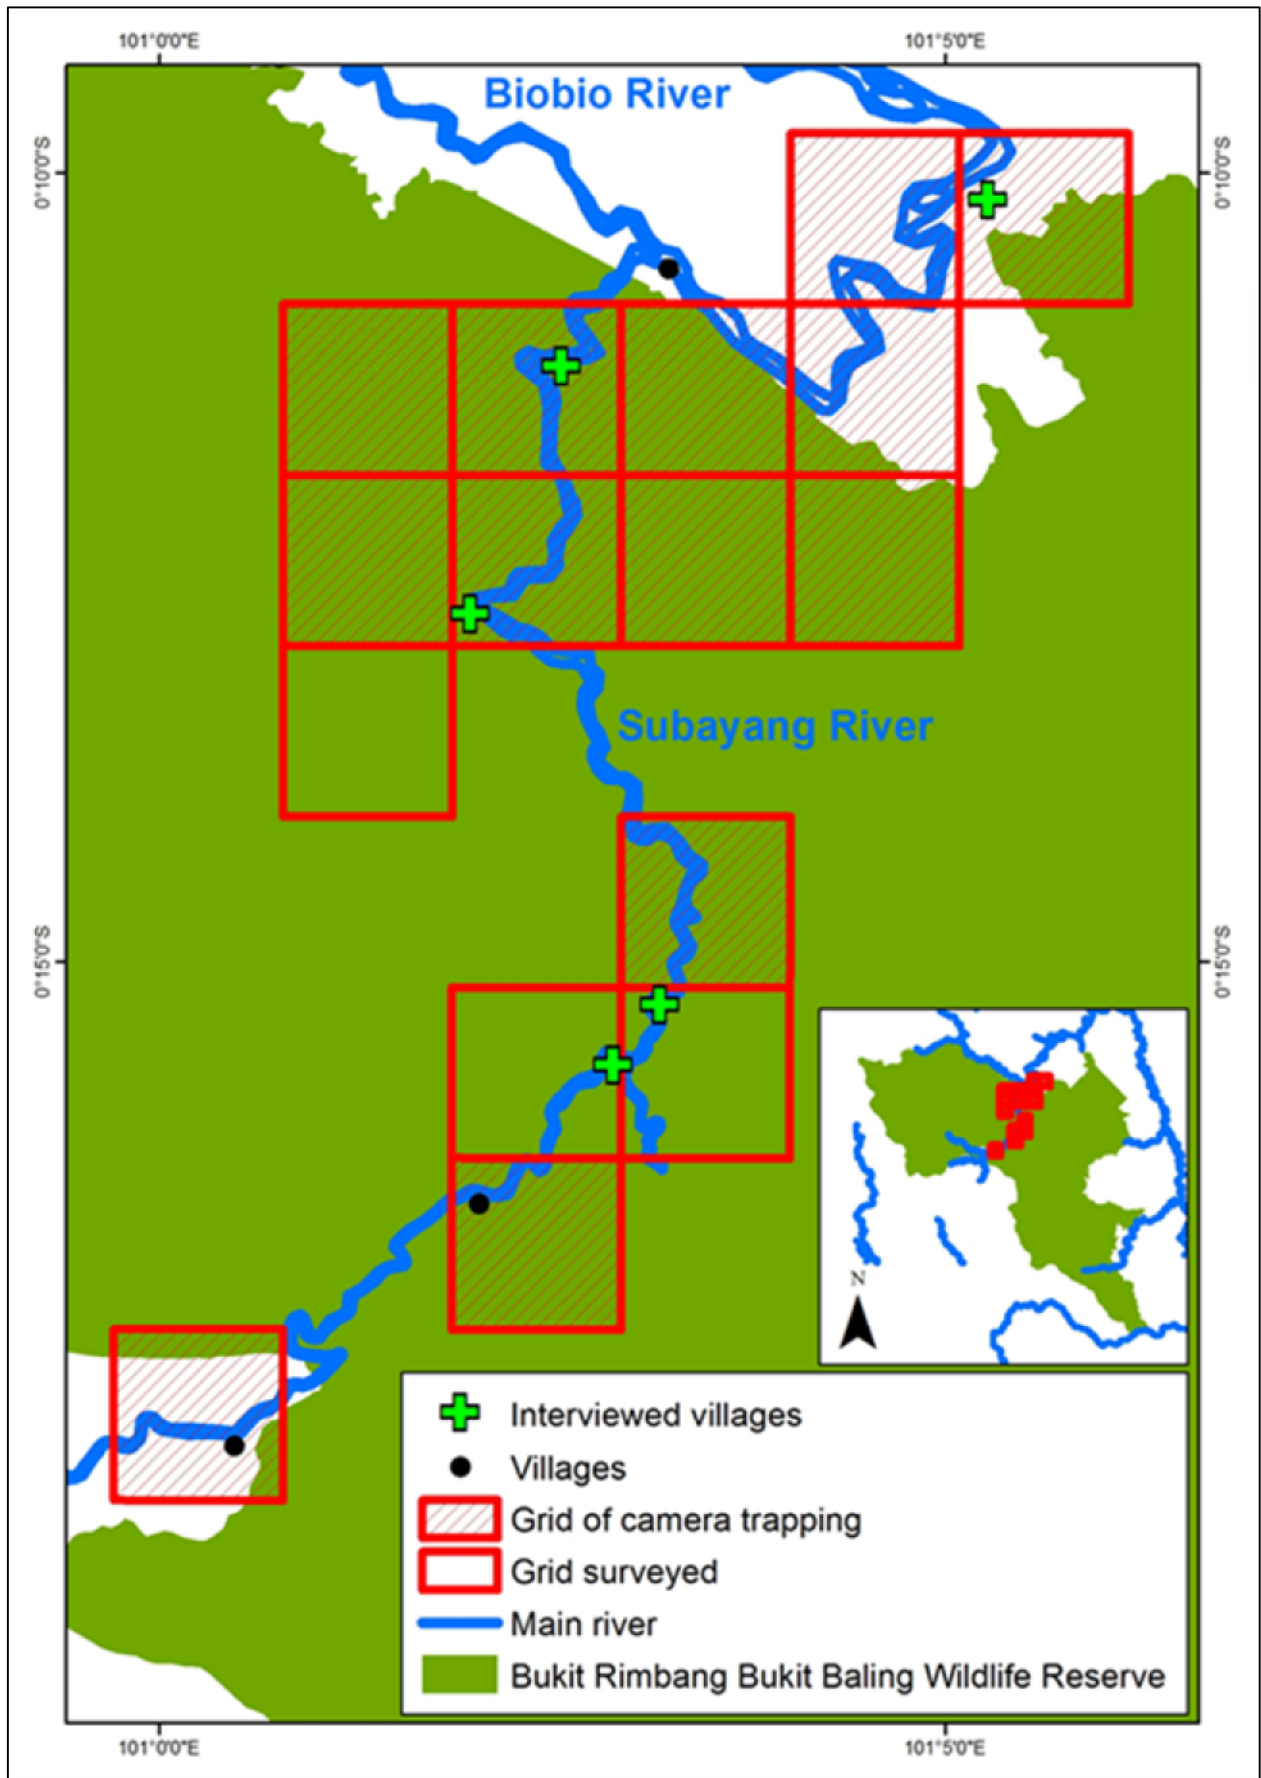 101°0'0"E
101°5'0"E
Biobio River
0°10'0"S
0°10'0"S
Subayang River
0°15'0"S
0°15'0"S
N
Interviewed villages
Villages
Grid of camera trapping
Grid surveyed
Main river
Bukit Rimbang Bukit Baling Wildlife Reserve
101°0'0"E
101°5'0"E